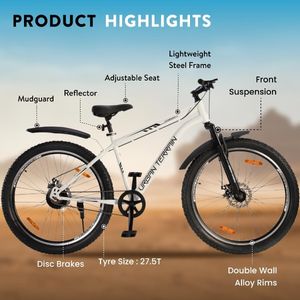 PRODUCT HIGHLIGHTS
Lightweight
Steel Frame
Adjustable Seat
Front
Suspension
Reflector
Mudguard
URBAN TERRAIN
Disc Brakes
Tyre Size : 27.5T
Double Wall
Alloy Rims